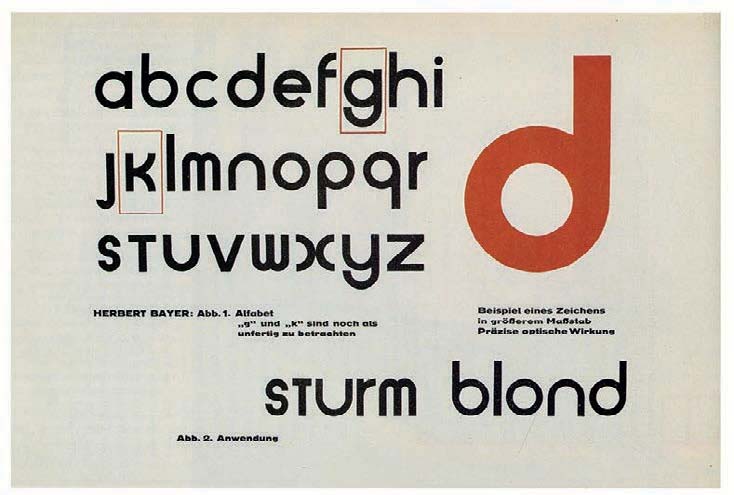 abcdefghi
jklmnopqr
stuvwxyz
d
HERBERT BAYER: Abb. 1. Alfabet
„g" und „k" sind noch als
unfertig zu betrachten
Beispiel eines Zeichens
in größerem Maßstab
Präzise optische Wirkung
sturm blond
Abb. 2. Anwendung